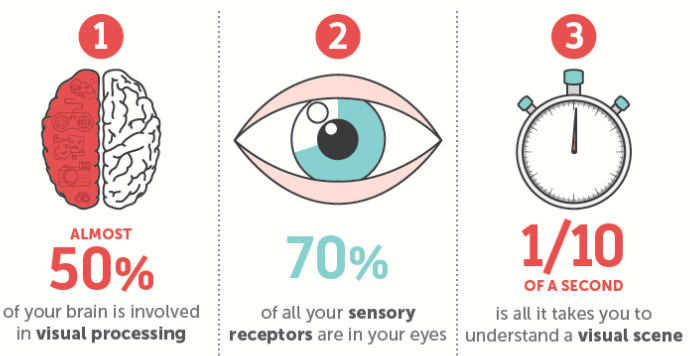 1
ALMOST
50%
of your brain is involved
in visual processing
2
70%
of all your sensory
receptors are in your eyes
3
1/10
OF A SECOND
is all it takes you to
understand a visual scene